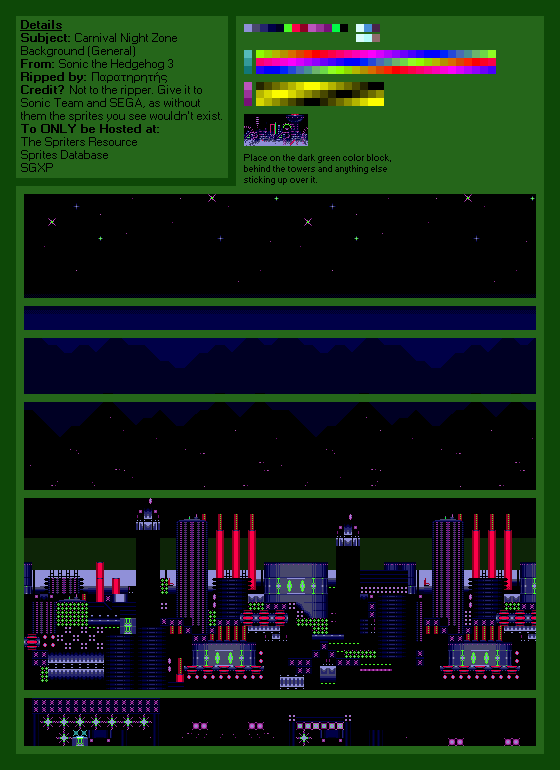 Details
Subject: Carnival Night Zone
Background (General)
From: Sonic the Hedgehog 3
Ripped by: Παρατηρητής
Credit? Not to the ripper. Give it to
Sonic Team and SEGA, as without
them the sprites you see wouldn't exist.
To ONLY be Hosted at:
The Spriters Resource
Sprites Database
SGXP
Place on the dark green color block,
behind the towers and anything else
sticking up over it.